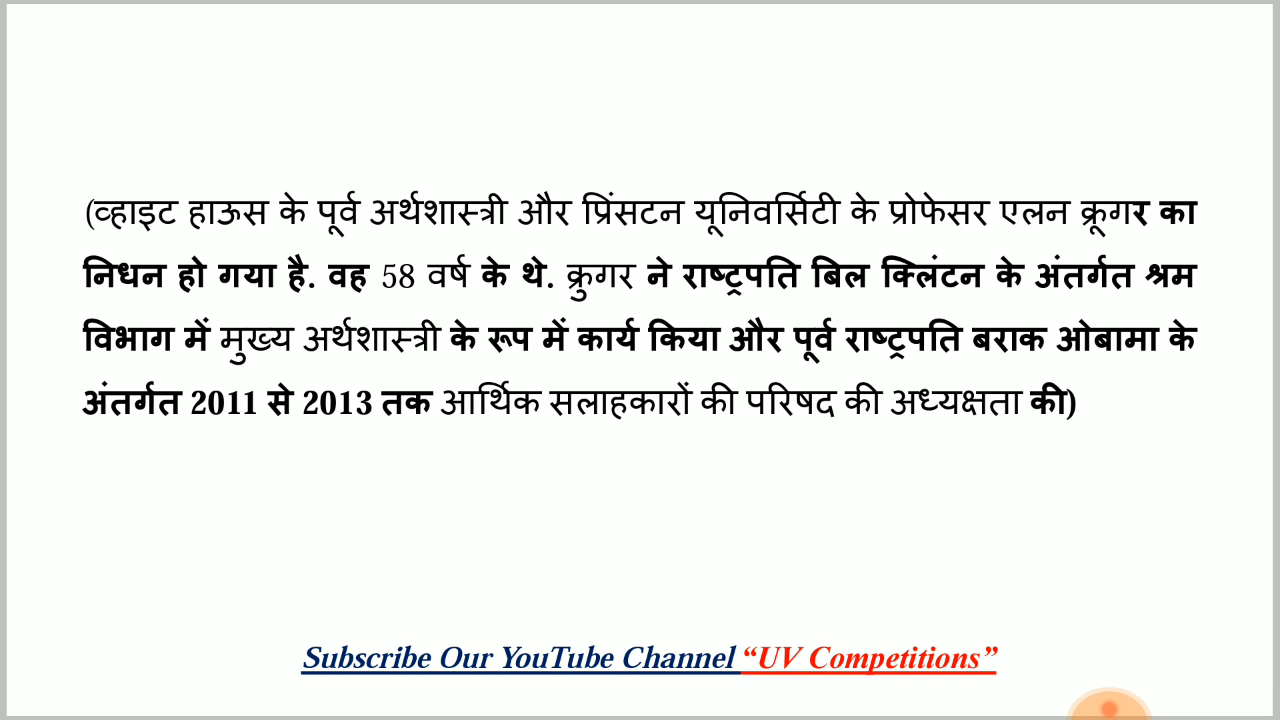 (व्हाइट हाऊस के पूर्व अर्थशास्त्री और प्रिंसटन यूनिवर्सिटी के प्रोफेसर एलन क्रूगर का
निधन हो गया है. वह 58 वर्ष के थे. क्रुगर ने राष्ट्रपति बिल क्लिंटन के अंतर्गत श्रम
विभाग में मुख्य अर्थशास्त्री के रूप में कार्य किया और पूर्व राष्ट्रपति बराक ओबामा के
अंतर्गत 2011 से 2013 तक आर्थिक सलाहकारों की परिषद की अध्यक्षता की)
Subscribe Our YouTube Channel “UV Competitions”